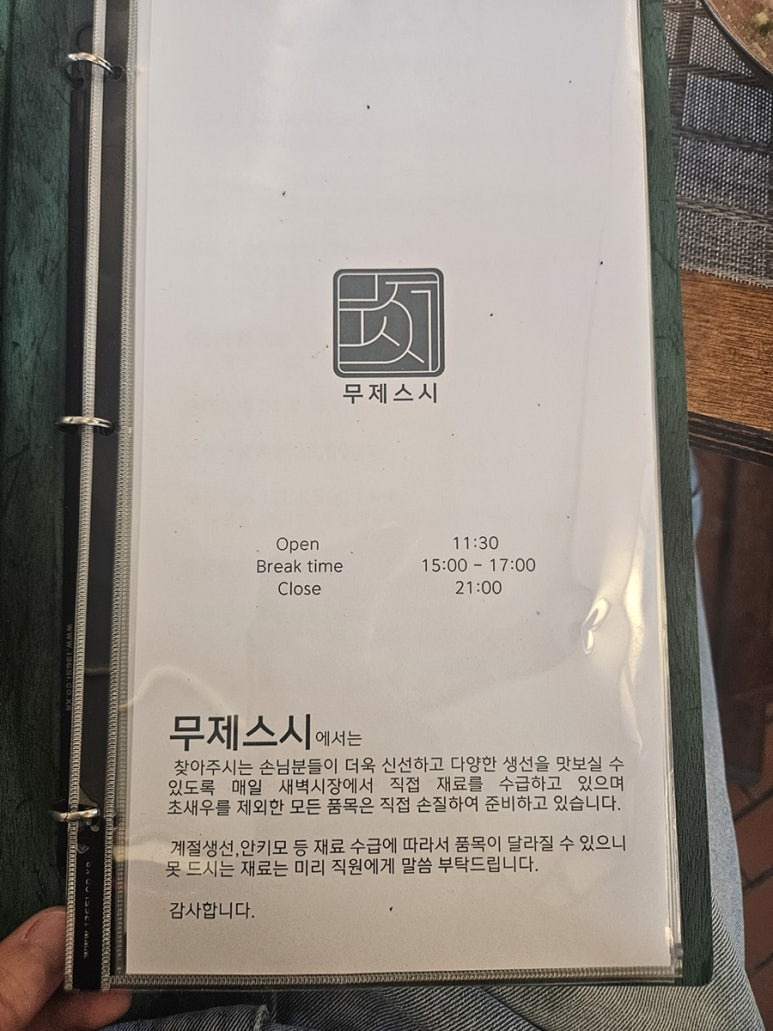 무제스시
Open 11:30
Break time 15:00 - 17:00
Close 21:00
무제스시에서는
찾아주시는 손님분들이 더욱 신선하고 다양한 생선을 맛보실 수
있도록 매일 새벽시장에서 직접 재료를 수급하고 있으며
초새우를 제외한 모든 품목은 직접 손질하여 준비하고 있습니다.
계절생선,안키모 등 재료 수급에 따라서 품목이 달라질 수 있으니
못 드시는 재료는 미리 직원에게 말씀 부탁드립니다.
감사합니다.